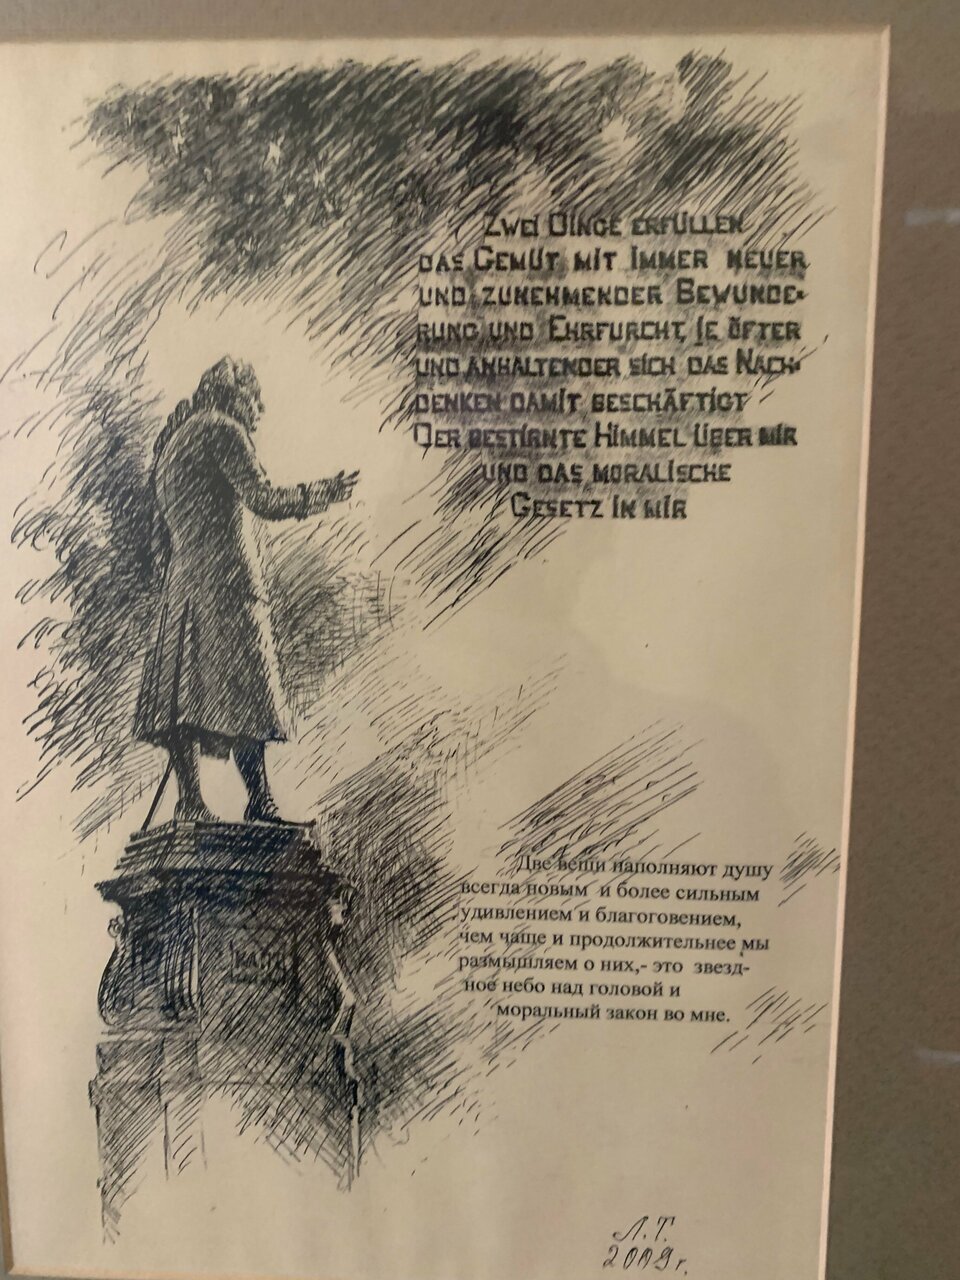 Zwei Dinge erfüllen
das Gemüt mit immer neuer
und zunehmender Bewunde-
rung und Ehrfurcht, je öfter
und anhaltender sich das Nach-
denken damit beschäftigt
Der bestirnte Himmel über mir
und das moralische
Gesetz in mir
Две вещи наполняют душу
всегда новым и более сильным
удивлением и благоговением,
чем чаще и продолжительнее мы
размышляем о них,- это звезд-
ное небо над головой и
моральный закон во мне.
KANT
Л.Т.
2009г.